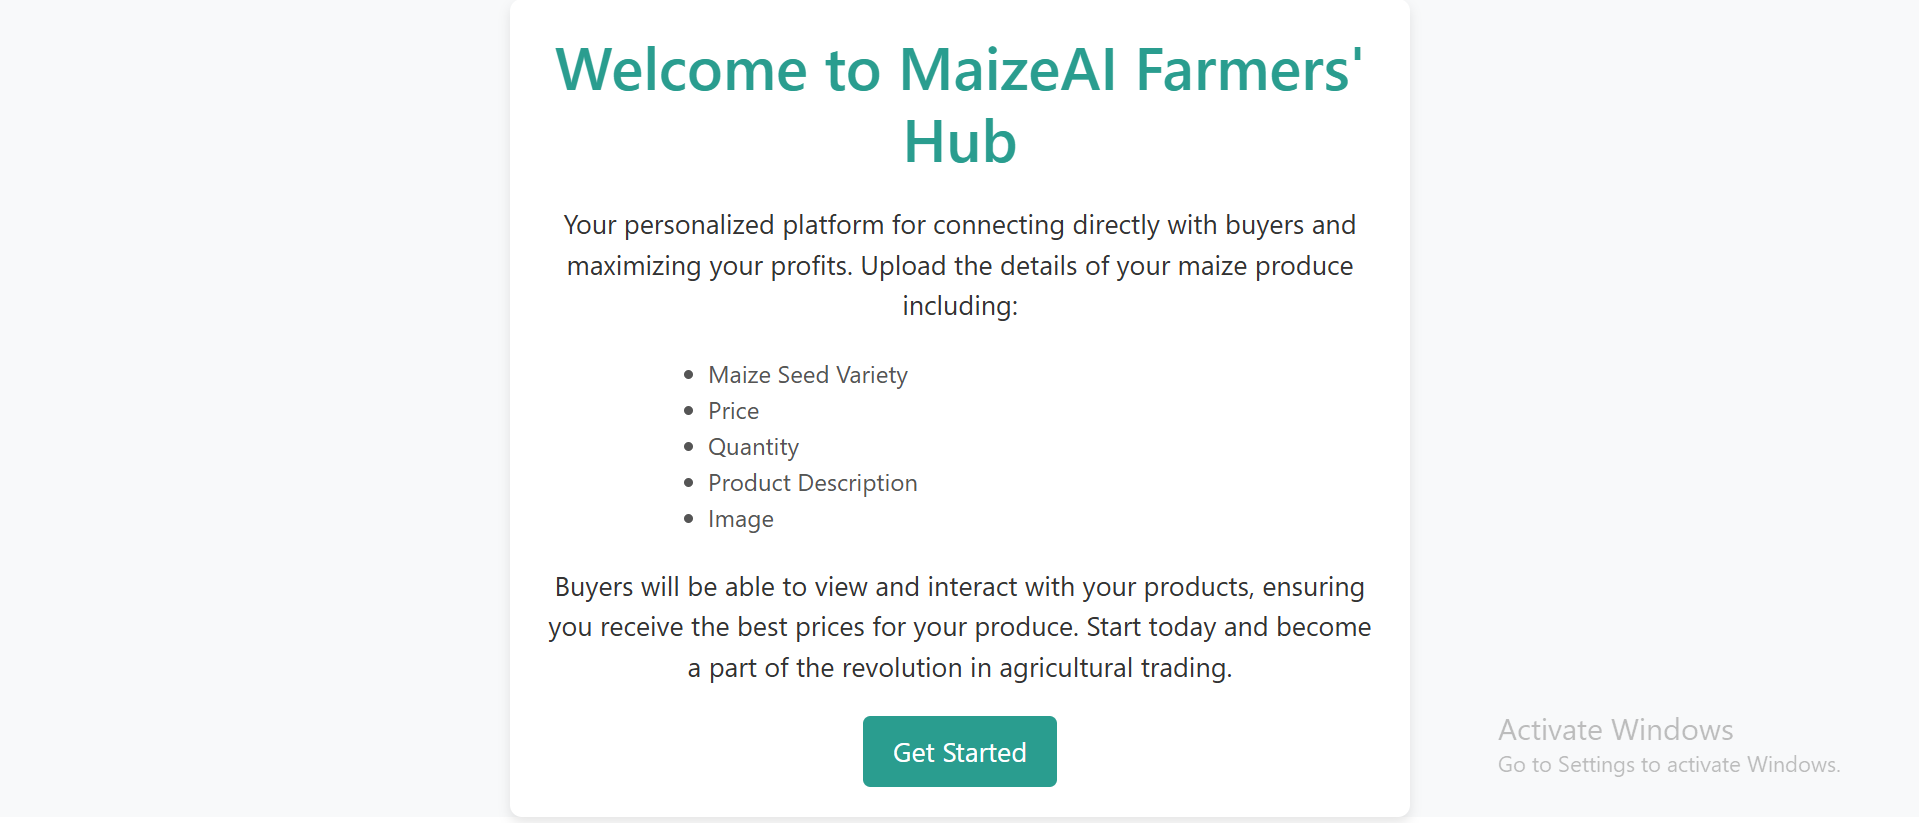 Welcome to MaizeAI Farmers'
Hub
Your personalized platform for connecting directly with buyers and
maximizing your profits. Upload the details of your maize produce
including:
• Maize Seed Variety
• Price
• Quantity
• Product Description
• Image
Buyers will be able to view and interact with your products, ensuring
you receive the best prices for your produce. Start today and become
a part of the revolution in agricultural trading.
Get Started
Activate Windows
Go to Settings to activate Windows.